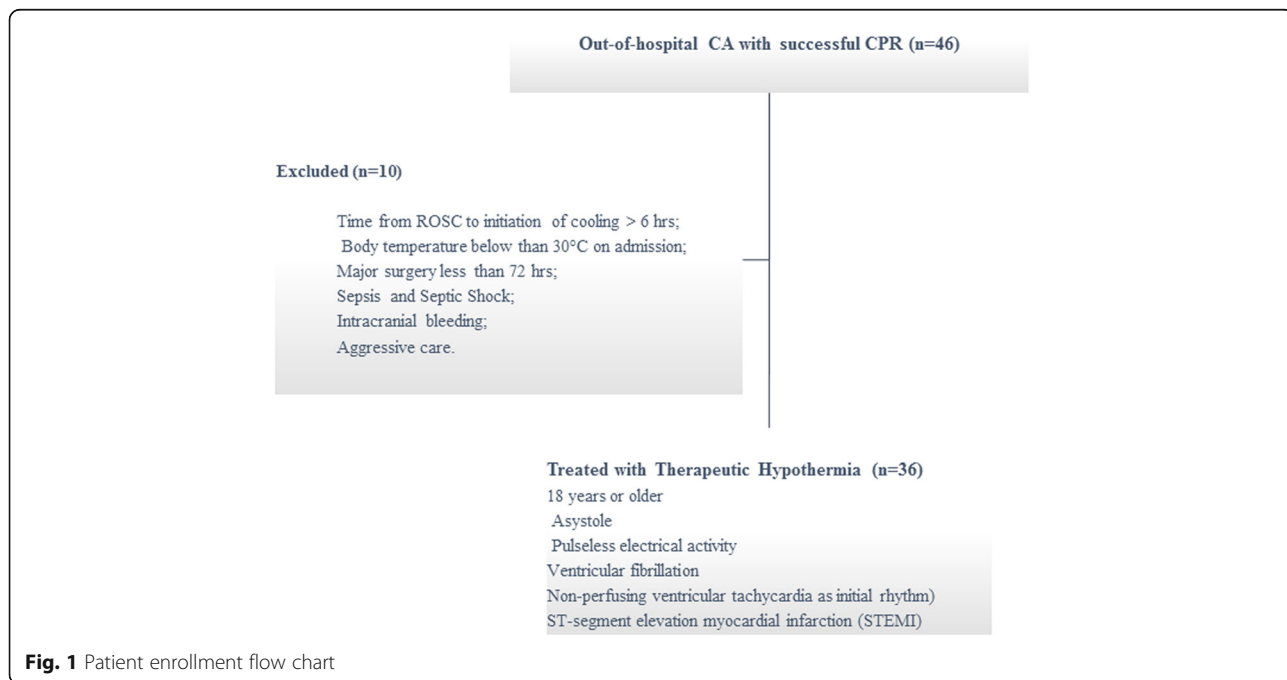 Out-of-hospital CA with successful CPR (n=46)
Excluded (n=10)
Time from ROSC to initiation of cooling > 6 hrs;
Body temperature below than 30°C on admission;
Major surgery less than 72 hrs;
Sepsis and Septic Shock;
Intracranial bleeding;
Aggressive care.
Treated with Therapeutic Hypothermia (n=36)
18 years or older
Asystole
Pulseless electrical activity
Ventricular fibrillation
Non-perfusing ventricular tachycardia as initial rhythm)
ST-segment elevation myocardial infarction (STEMI)
Fig. 1 Patient enrollment flow chart